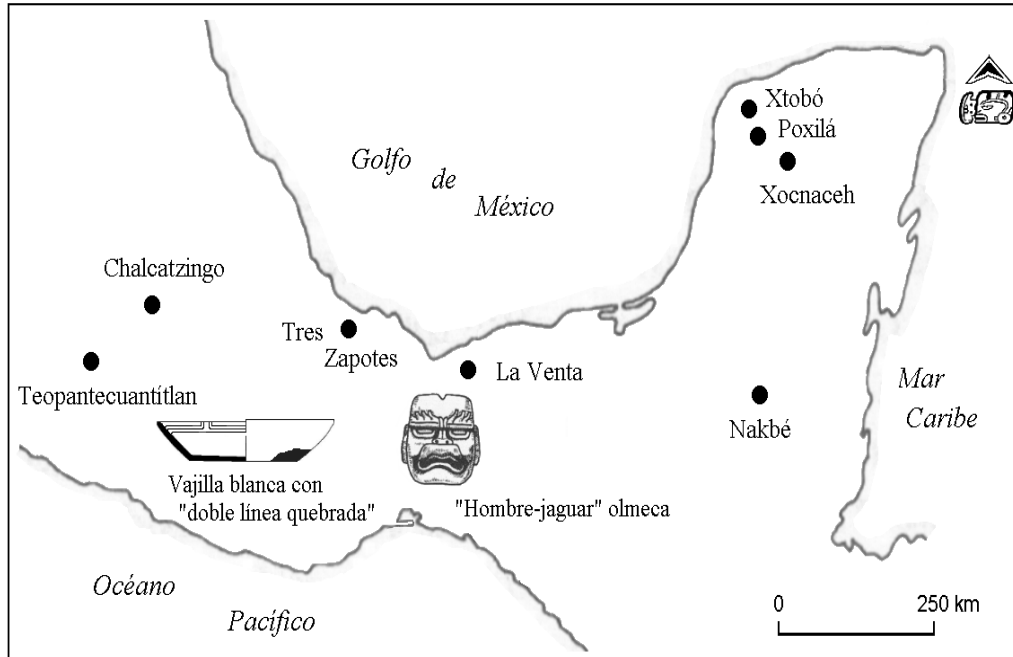 Xtobó
Poxilá
Xocnaceh
Golfo
de
México
Chalcatzingo
Tres
Zapotes
La Venta
Teopantecuantítlan
Nakbé
Mar
Caribe
Vajilla blanca con
"doble línea quebrada"
"Hombre-jaguar" olmeca
Océano
Pacífico
0
250 km